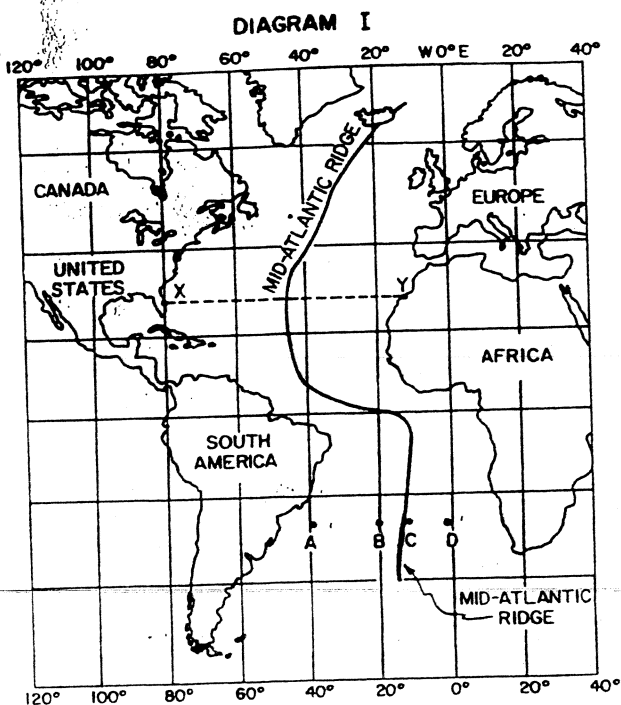 DIAGRAM I
120° 100° 80° 60° 40° 20° W 0° E 20° 40°
MID-ATLANTIC RIDGE
CANADA
EUROPE
UNITED
STATES
X
Y
AFRICA
SOUTH
AMERICA
A B C D
MID-ATLANTIC
RIDGE
120° 100° 80° 60° 40° 20° 0° 20° 40°